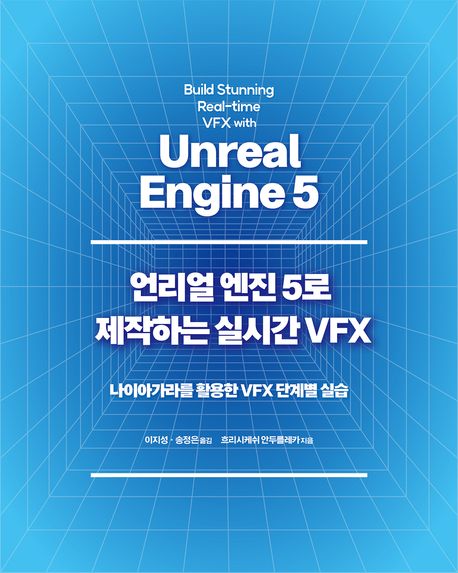 Build Stunning
Real-time
VFX with
Unreal
Engine 5
언리얼 엔진 5로
제작하는 실시간 VFX
나이아가라를 활용한 VFX 단계별 실습
이지성 · 송정은 옮김 흐리시케쉬 안두를레카 지음